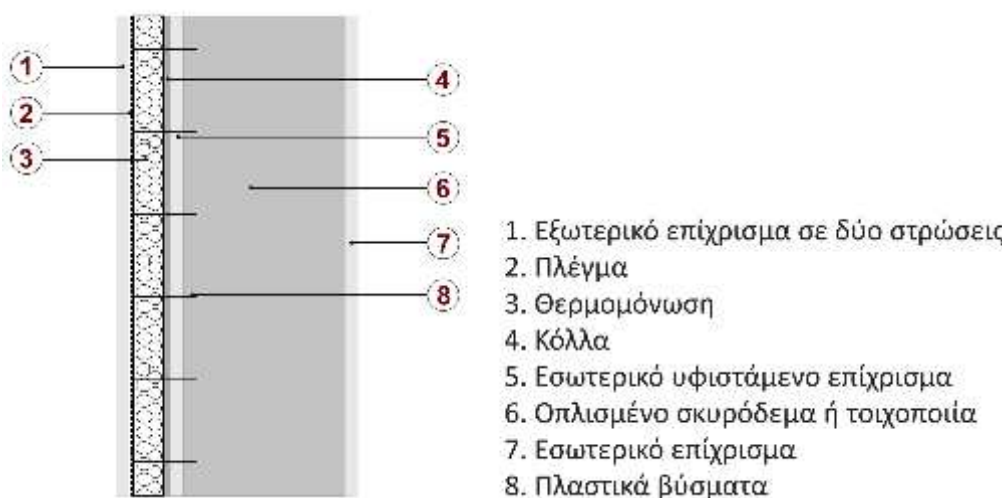 1
2
3
4
5
6
7
8
1. Εξωτερικό επίχρισμα σε δύο στρώσεις
2. Πλέγμα
3. Θερμομόνωση
4. Κόλλα
5. Εσωτερικό υφιστάμενο επίχρισμα
6. Οπλισμένο σκυρόδεμα ή τοιχοποιία
7. Εσωτερικό επίχρισμα
8. Πλαστικά βύσματα